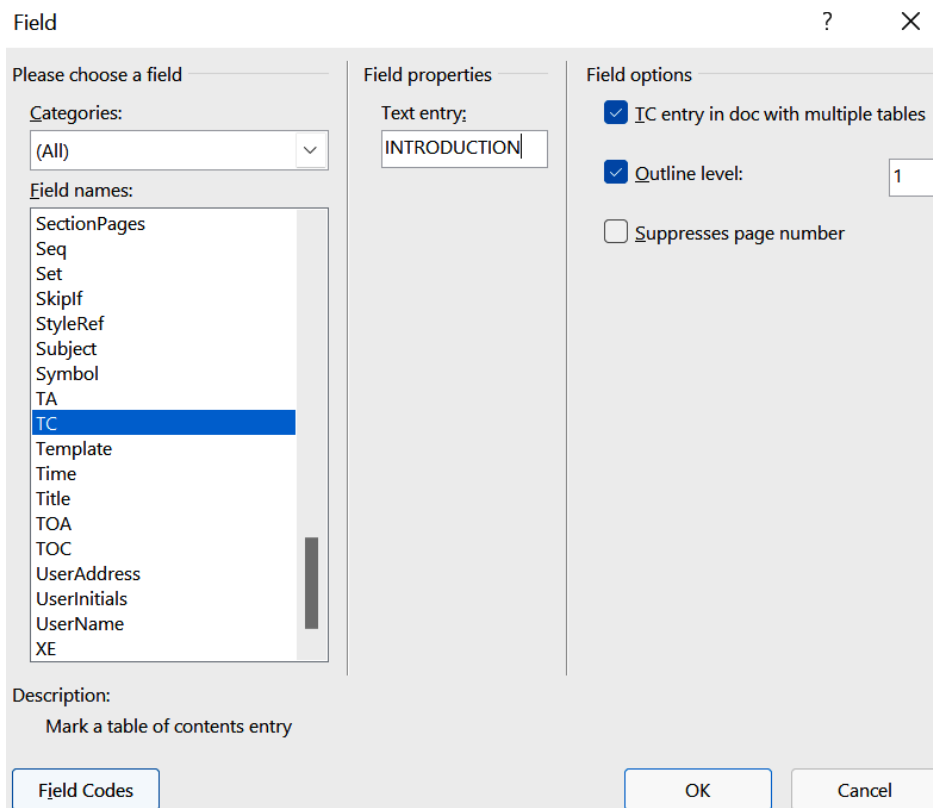 Field
?
Please choose a field
Categories:
(All)
Field names:
SectionPages
Seq
Set
SkipIf
StyleRef
Subject
Symbol
TA
TC
Template
Time
Title
TOA
TOC
UserAddress
UserInitials
UserName
XE
Field properties
Text entry:
INTRODUCTION
Field options
TC entry in doc with multiple tables
Outline level:
1
Suppresses page number
Description:
Mark a table of contents entry
Field Codes
OK
Cancel